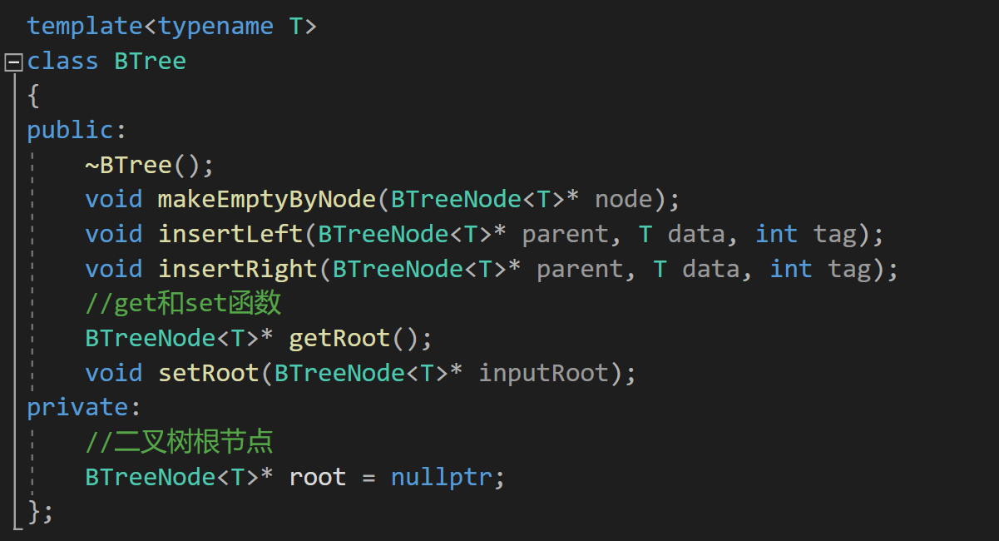 template<typename T>
class BTree
{
public:
    ~BTree();
    void makeEmptyByNode(BTreeNode<T>* node);
    void insertLeft(BTreeNode<T>* parent, T data, int tag);
    void insertRight(BTreeNode<T>* parent, T data, int tag);
    //get和set函数
    BTreeNode<T>* getRoot();
    void setRoot(BTreeNode<T>* inputRoot);
private:
    //二叉树根节点
    BTreeNode<T>* root = nullptr;
};